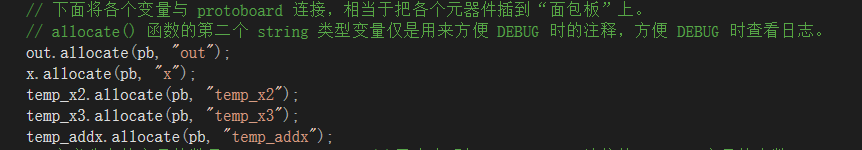 // 下面将各个变量与 protoboard 连接，相当于把各个元器件插到“面包板”上。
// allocate() 函数的第二个 string 类型变量仅是用来方便 DEBUG 时的注释，方便 DEBUG 时查看日志。
out.allocate(pb, "out");
x.allocate(pb, "x");
temp_x2.allocate(pb, "temp_x2");
temp_x3.allocate(pb, "temp_x3");
temp_addx.allocate(pb, "temp_addx");